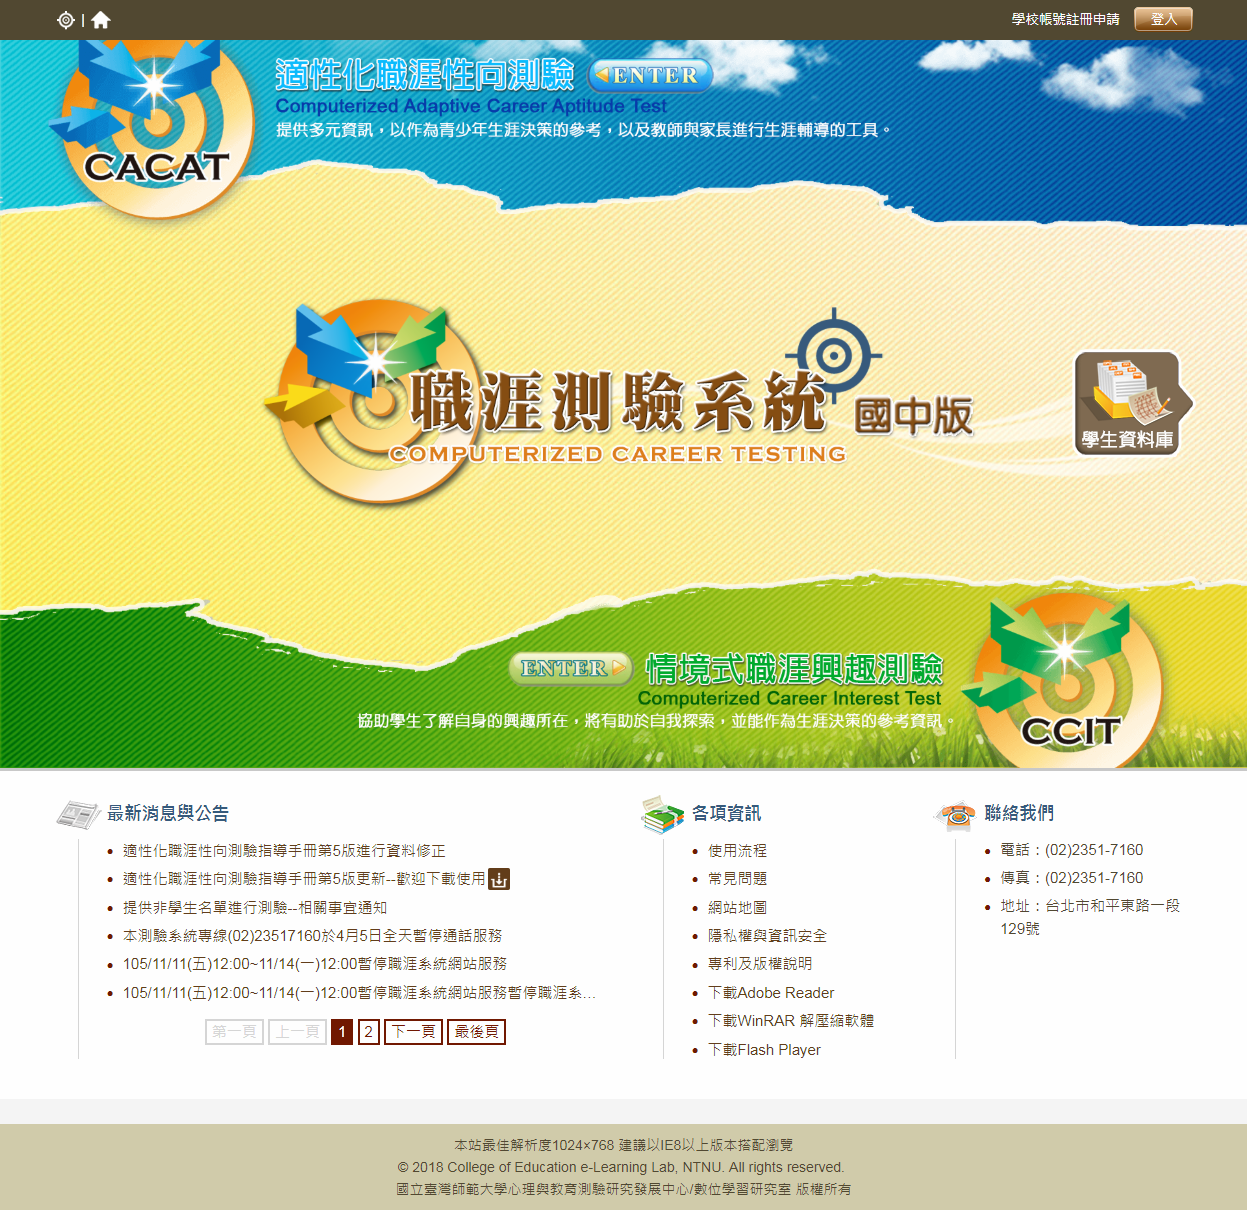 學校帳號註冊申請
登入
適性化職涯性向測驗
ENTER
Computerized Adaptive Career Aptitude Test
提供多元資訊，以作為青少年生涯決策的參考，以及教師與家長進行生涯輔導的工具。
CACAT
職涯測驗系統
國中版
COMPUTERIZED CAREER TESTING
學生資料庫
ENTER
情境式職涯興趣測驗
Computerized Career Interest Test
協助學生了解自身的興趣所在，將有助於自我探索，並能作為生涯決策的參考資訊。
CCIT
最新消息與公告
適性化職涯性向測驗指導手冊第5版進行資料修正
適性化職涯性向測驗指導手冊第5版更新--歡迎下載使用
提供非學生名單進行測驗--相關事宜通知
本測驗系統專線(02)23517160於4月5日全天暫停通話服務
105/11/11(五)12:00~11/14(一)12:00暫停職涯系統網站服務
105/11/11(五)12:00~11/14(一)12:00暫停職涯系統網站服務暫停職涯系...
第一頁 上一頁 1 2 下一頁 最後頁
各項資訊
使用流程
常見問題
網站地圖
隱私權與資訊安全
專利及版權說明
下載Adobe Reader
下載WinRAR 解壓縮軟體
下載Flash Player
聯絡我們
電話：(02)2351-7160
傳真：(02)2351-7160
地址：台北市和平東路一段
129號
本站最佳解析度1024×768 建議以IE8以上版本搭配瀏覽
© 2018 College of Education e-Learning Lab, NTNU. All rights reserved.
國立臺灣師範大學心理與教育測驗研究發展中心/數位學習研究室 版權所有